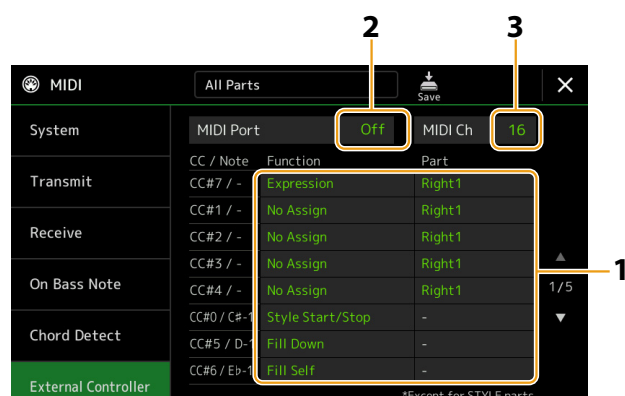 2 3
MIDI All Parts Save ×
System
Transmit
Receive
On Bass Note
Chord Detect
External Controller
MIDI Port Off MIDI Ch 16
CC / Note Function Part
CC#7 / - Expression Right1
CC#1 / - No Assign Right1
CC#2 / - No Assign Right1
CC#3 / - No Assign Right1
CC#4 / - No Assign Right1
CC#0 / C#-1 Style Start/Stop -
CC#5 / D-1 Fill Down -
CC#6 / E♭-1 Fill Self -
*Except for STYLE parts
1/5
1